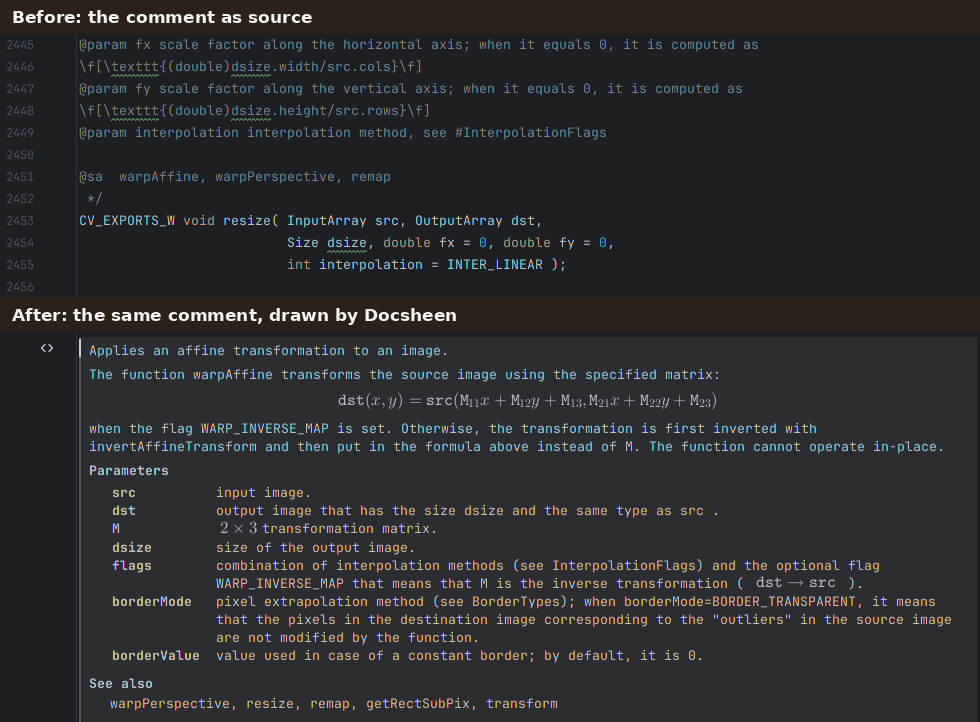 Before: the comment as source
2445 @param fx scale factor along the horizontal axis; when it equals 0, it is computed as
2446 \f[\texttt{(double)dsize.width/src.cols}\f]
2447 @param fy scale factor along the vertical axis; when it equals 0, it is computed as
2448 \f[\texttt{(double)dsize.height/src.rows}\f]
2449 @param interpolation interpolation method, see #InterpolationFlags
2450
2451 @sa  warpAffine, warpPerspective, remap
2452  */
2453 CV_EXPORTS_W void resize( InputArray src, OutputArray dst,
2454                           Size dsize, double fx = 0, double fy = 0,
2455                           int interpolation = INTER_LINEAR );
2456
After: the same comment, drawn by Docsheen
<> Applies an affine transformation to an image.
The function warpAffine transforms the source image using the specified matrix:
dst(x, y) = src(M₁₁x + M₁₂y + M₁₃, M₂₁x + M₂₂y + M₂₃)
when the flag WARP_INVERSE_MAP is set. Otherwise, the transformation is first inverted with
invertAffineTransform and then put in the formula above instead of M. The function cannot operate in-place.
Parameters
src input image.
dst output image that has the size dsize and the same type as src .
M 2 × 3 transformation matrix.
dsize size of the output image.
flags combination of interpolation methods (see InterpolationFlags) and the optional flag
WARP_INVERSE_MAP that means that M is the inverse transformation ( dst → src ).
borderMode pixel extrapolation method (see BorderTypes); when borderMode=BORDER_TRANSPARENT, it means
that the pixels in the destination image corresponding to the "outliers" in the source image
are not modified by the function.
borderValue value used in case of a constant border; by default, it is 0.
See also
warpPerspective, resize, remap, getRectSubPix, transform